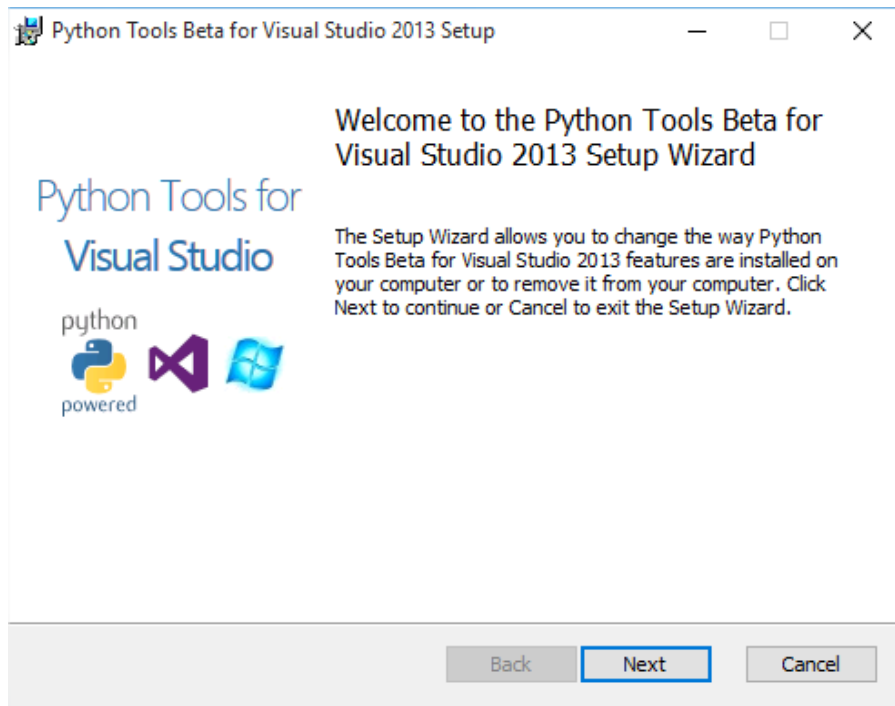 Python Tools Beta for Visual Studio 2013 Setup
Welcome to the Python Tools Beta for
Visual Studio 2013 Setup Wizard
Python Tools for
Visual Studio
The Setup Wizard allows you to change the way Python
Tools Beta for Visual Studio 2013 features are installed on
your computer or to remove it from your computer. Click
Next to continue or Cancel to exit the Setup Wizard.
python
powered
Back
Next
Cancel